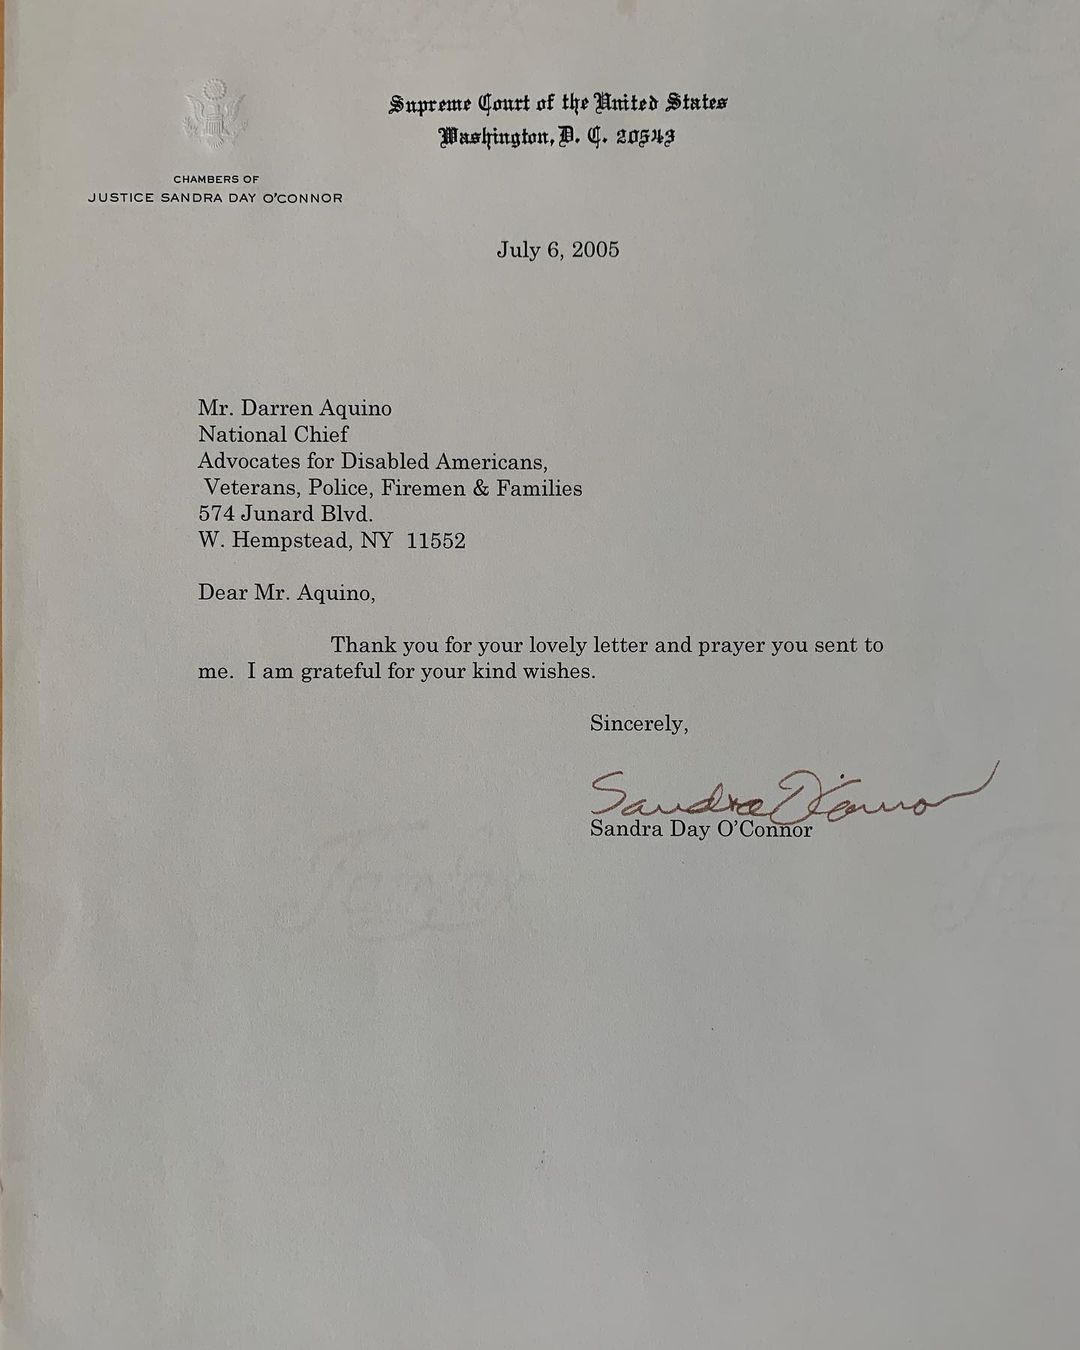 Supreme Court of the United States
Washington, D. C. 20543
CHAMBERS OF
JUSTICE SANDRA DAY O'CONNOR
July 6, 2005
Mr. Darren Aquino
National Chief
Advocates for Disabled Americans,
Veterans, Police, Firemen & Families
574 Junard Blvd.
W. Hempstead, NY 11552
Dear Mr. Aquino,
Thank you for your lovely letter and prayer you sent to
me. I am grateful for your kind wishes.
Sincerely,
Sandra O'Connor
Sandra Day O'Connor